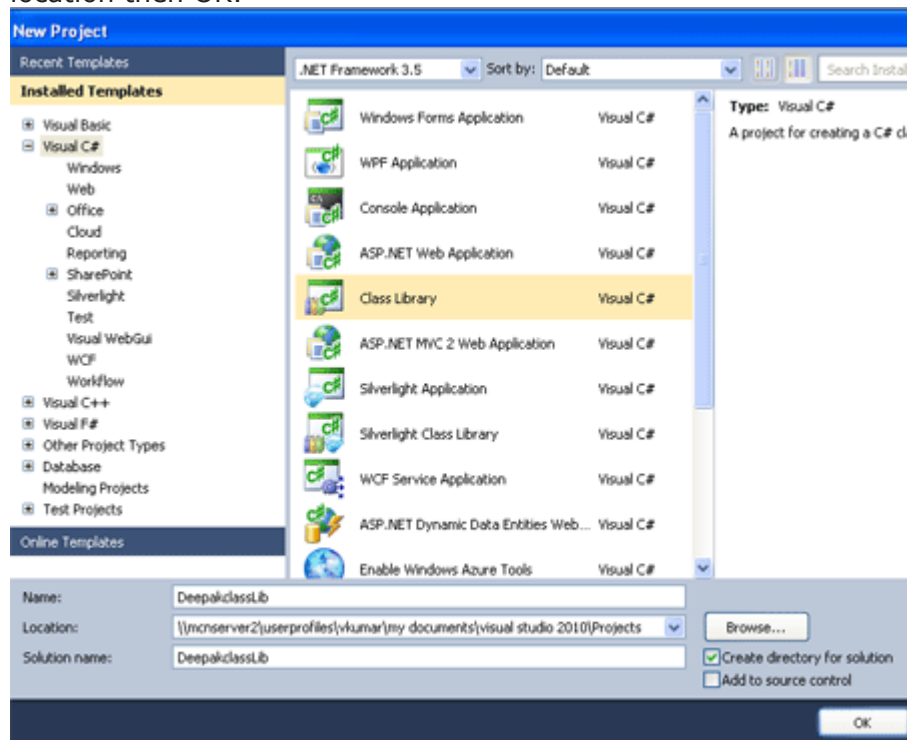 location then OK.
New Project
Recent Templates
Installed Templates
Visual Basic
Visual C#
Windows
Web
Office
Cloud
Reporting
SharePoint
Silverlight
Test
Visual WebGui
WCF
Workflow
Visual C++
Visual F#
Other Project Types
Database
Modeling Projects
Test Projects
Online Templates
.NET Framework 3.5 Sort by: Default Search Instal
Windows Forms Application Visual C#
WPF Application Visual C#
Console Application Visual C#
ASP.NET Web Application Visual C#
Class Library Visual C#
ASP.NET MVC 2 Web Application Visual C#
Silverlight Application Visual C#
Silverlight Class Library Visual C#
WCF Service Application Visual C#
ASP.NET Dynamic Data Entities Web... Visual C#
Enable Windows Azure Tools Visual C#
Type: Visual C#
A project for creating a C# cl
Name: DeepakclassLib
Location: \\mcnserver2\userprofiles\vkumar\my documents\visual studio 2010\Projects Browse...
Solution name: DeepakclassLib Create directory for solution
Add to source control
OK